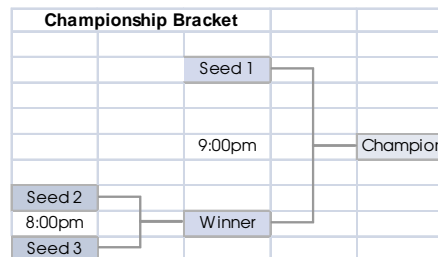 Championship Bracket
Seed 1
9:00pm
Champion
Seed 2
8:00pm
Winner
Seed 3